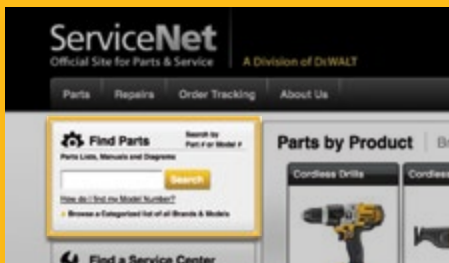 ServiceNet
Official Site for Parts & Service
A Division of DEWALT
Parts Repairs Order Tracking About Us
Find Parts
Search by
Part # or Model #
Parts Lists, Manuals and Diagrams
Search
How do I find my Model Number?
Browse a Categorized list of all Brands & Models
Find a Service Center
Parts by Product
Cordless Drills
Cordless